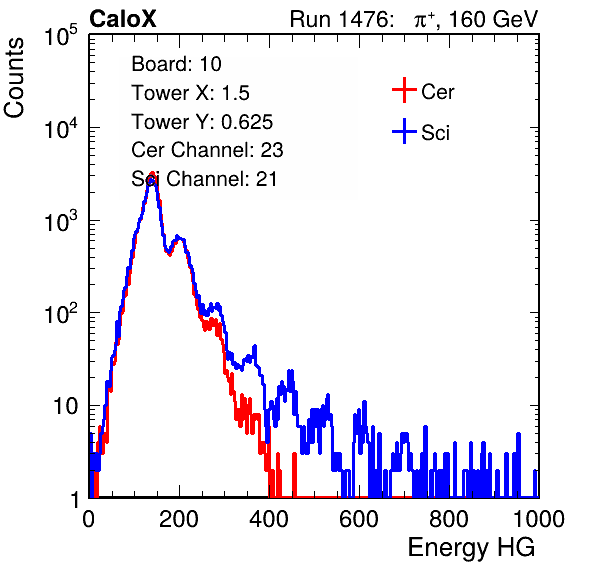 CaloX Run 1476: π⁺, 160 GeV
Counts
10⁵
10⁴
10³
10²
10
1
Board: 10
Tower X: 1.5
Tower Y: 0.625
Cer Channel: 23
Sci Channel: 21
Cer
Sci
0 200 400 600 800 1000
Energy HG